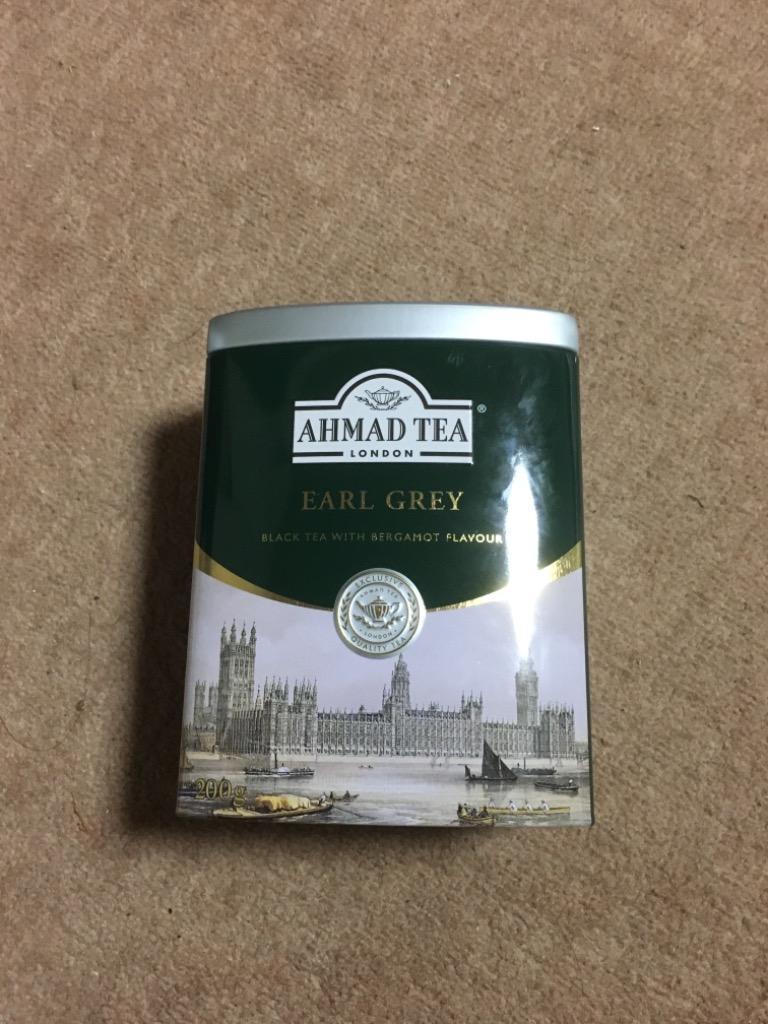 AHMAD TEA®
LONDON
EARL GREY
BLACK TEA WITH BERGAMOT FLAVOUR
EXCLUSIVE
AHMAD TEA
LONDON
QUALITY TEA
200g